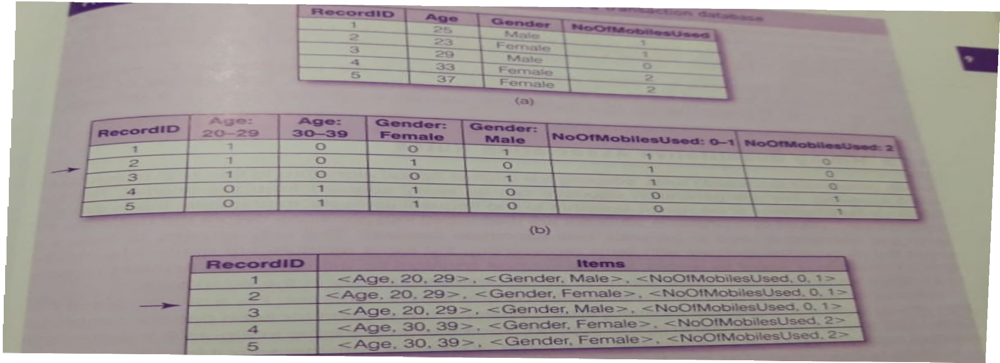 a transaction database
RecordID Age Gender NoOfMobilesUsed
1 25 Male 1
2 23 Female 1
3 29 Male 0
4 33 Female 2
5 37 Female 2
(a)
RecordID Age: 20–29 Age: 30–39 Gender: Female Gender: Male NoOfMobilesUsed: 0–1 NoOfMobilesUsed: 2
1 1 0 0 1 1 0
2 1 0 1 0 1 0
3 1 0 0 1 1 0
4 0 1 1 0 0 1
5 0 1 1 0 0 1
(b)
RecordID Items
1 <Age, 20, 29>, <Gender, Male>, <NoOfMobilesUsed, 0, 1>
2 <Age, 20, 29>, <Gender, Female>, <NoOfMobilesUsed, 0, 1>
3 <Age, 20, 29>, <Gender, Male>, <NoOfMobilesUsed, 0, 1>
4 <Age, 30, 39>, <Gender, Female>, <NoOfMobilesUsed, 2>
5 <Age, 30, 39>, <Gender, Female>, <NoOfMobilesUsed, 2>